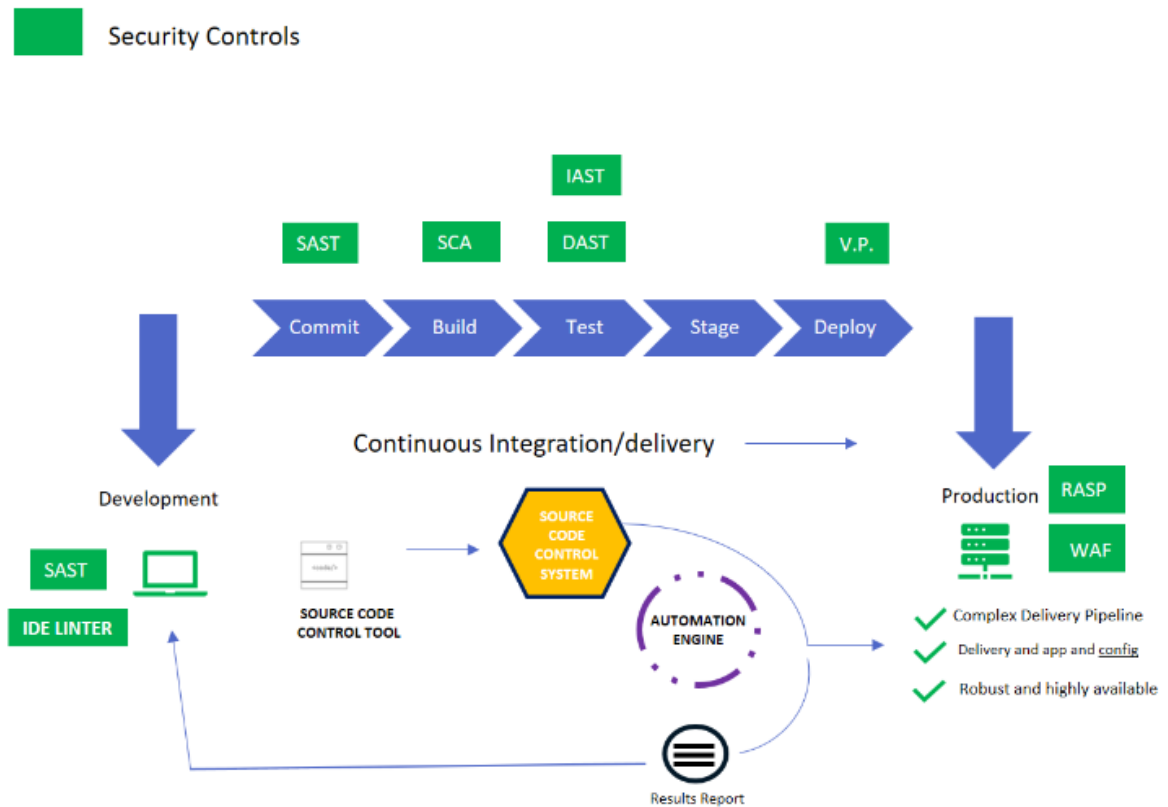 Security Controls
IAST
SAST
SCA
DAST
V.P.
Commit
Build
Test
Stage
Deploy
Continuous Integration/delivery
Development
Production
RASP
WAF
SAST
IDE LINTER
<code/>
SOURCE CODE
CONTROL TOOL
SOURCE
CODE
CONTROL
SYSTEM
AUTOMATION
ENGINE
Complex Delivery Pipeline
Delivery and app and config
Robust and highly available
Results Report